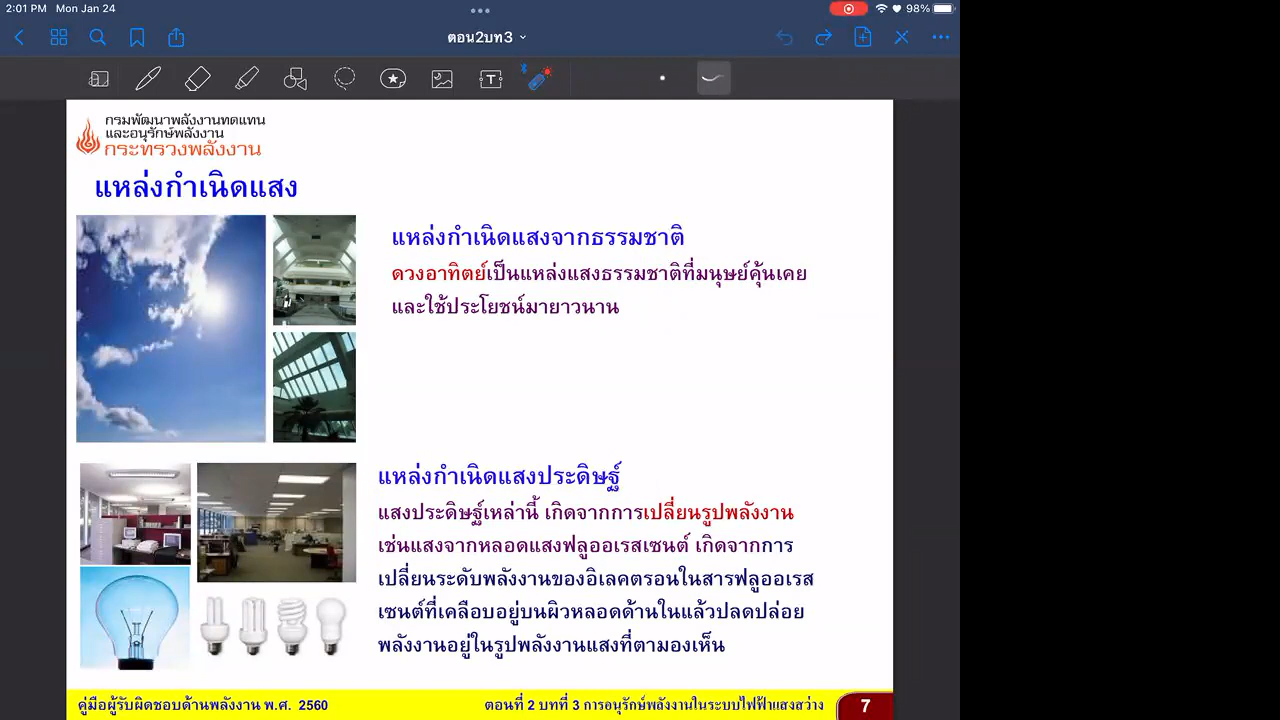 2:01 PM Mon Jan 24
98%
ตอน2บท3
T
กรมพัฒนาพลังงานทดแทน
และอนุรักษ์พลังงาน
กระทรวงพลังงาน
แหล่งกำเนิดแสง
แหล่งกำเนิดแสงจากธรรมชาติ
ดวงอาทิตย์เป็นแหล่งแสงธรรมชาติที่มนุษย์คุ้นเคย
และใช้ประโยชน์มายาวนาน
แหล่งกำเนิดแสงประดิษฐ์
แสงประดิษฐ์เหล่านี้ เกิดจากการเปลี่ยนรูปพลังงาน
เช่นแสงจากหลอดแสงฟลูออเรสเซนต์ เกิดจากการ
เปลี่ยนระดับพลังงานของอิเลคตรอนในสารฟลูออเรส
เซนต์ที่เคลือบอยู่บนผิวหลอดด้านในแล้วปลดปล่อย
พลังงานอยู่ในรูปพลังงานแสงที่ตามองเห็น
คู่มือผู้รับผิดชอบด้านพลังงาน พ.ศ. 2560
ตอนที่ 2 บทที่ 3 การอนุรักษ์พลังงานในระบบไฟฟ้าแสงสว่าง
7